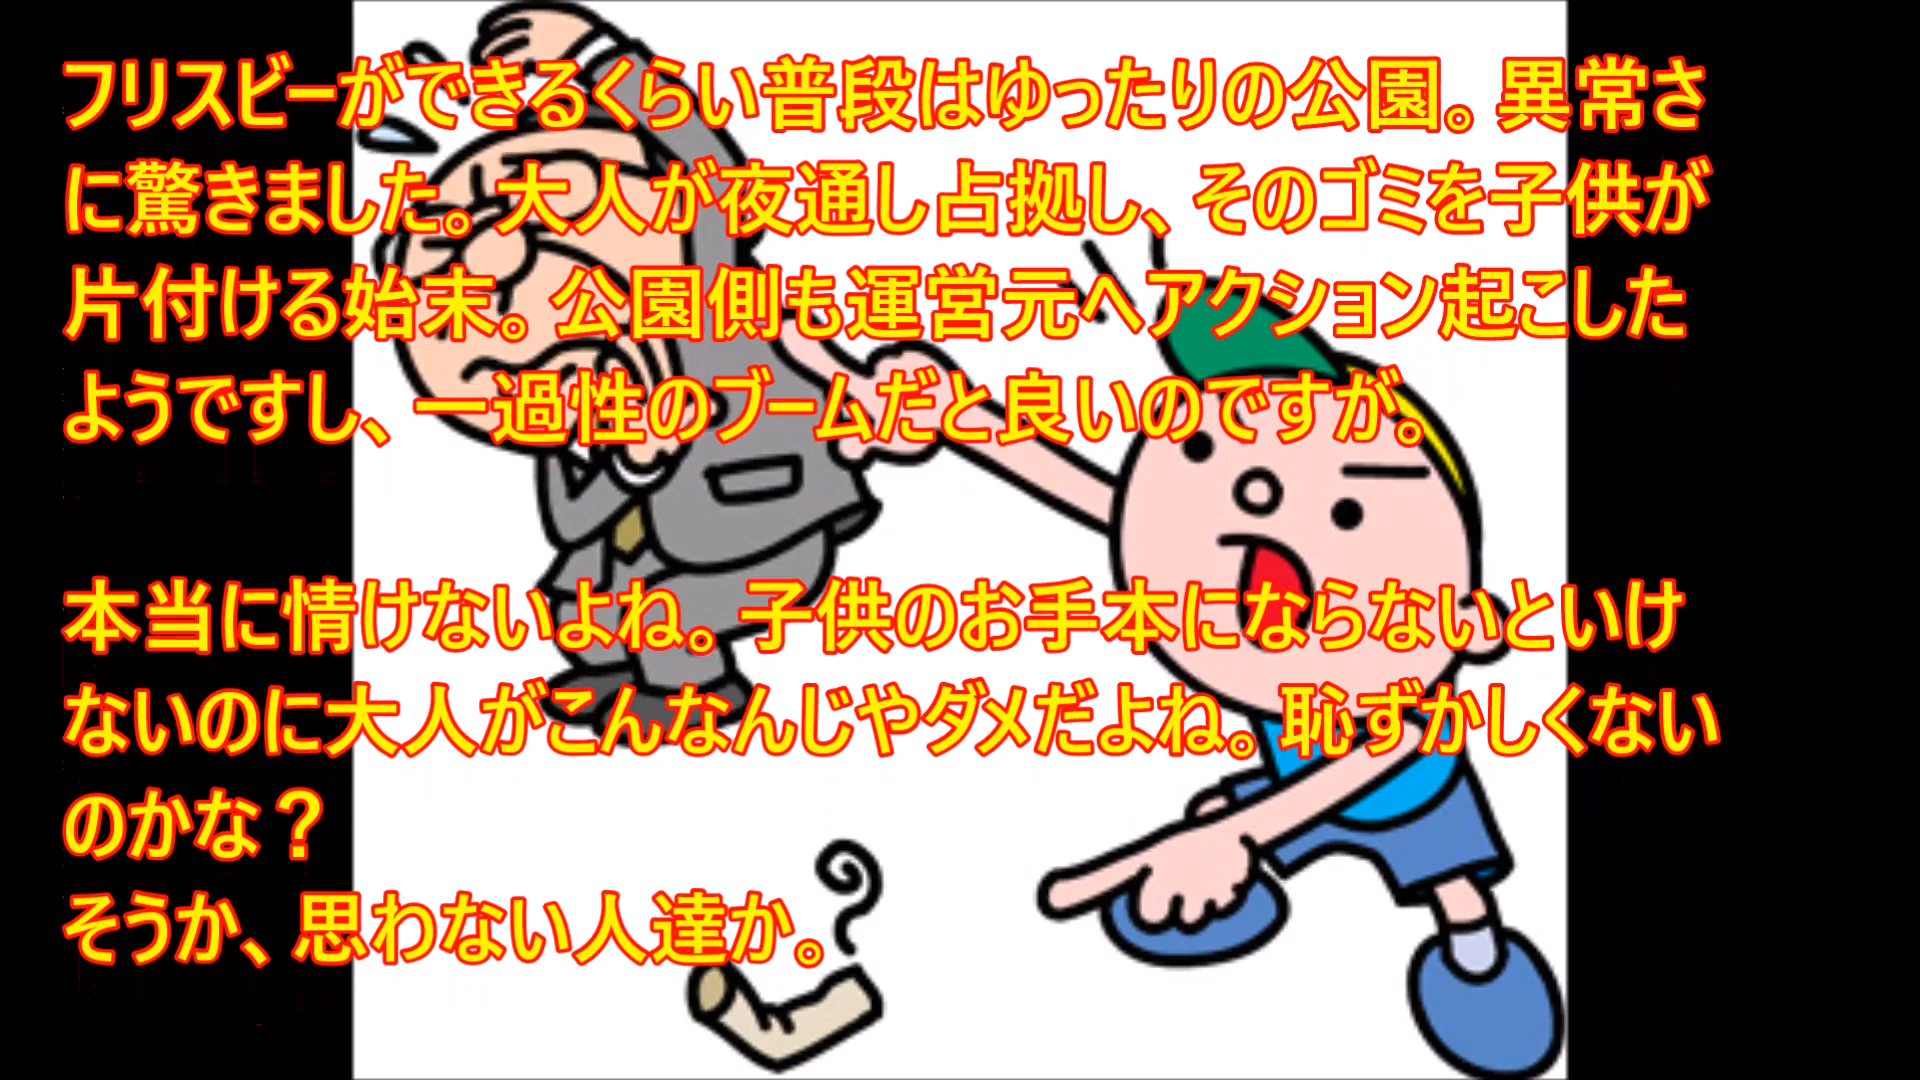 フリスビーができるくらい普段はゆったりの公園。異常さ
に驚きました。大人が夜通し占拠し、そのゴミを子供が
片付ける始末。公園側も運営元へアクション起こした
ようですし、一過性のブームだと良いのですが。
本当に情けないよね。子供のお手本にならないといけ
ないのに大人がこんなんじやダメだよね。恥ずかしくない
のかな？
そうか、思わない人達か。